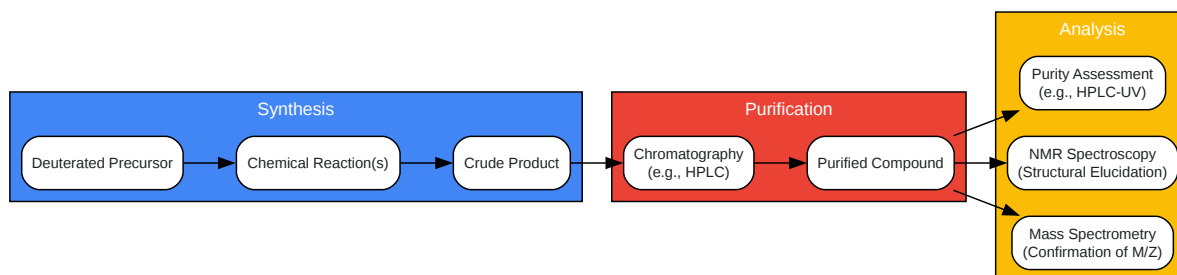 Synthesis
Deuterated Precursor
Chemical Reaction(s)
Crude Product
Purification
Chromatography
(e.g., HPLC)
Purified Compound
Analysis
Purity Assessment
(e.g., HPLC-UV)
NMR Spectroscopy
(Structural Elucidation)
Mass Spectrometry
(Confirmation of M/Z)